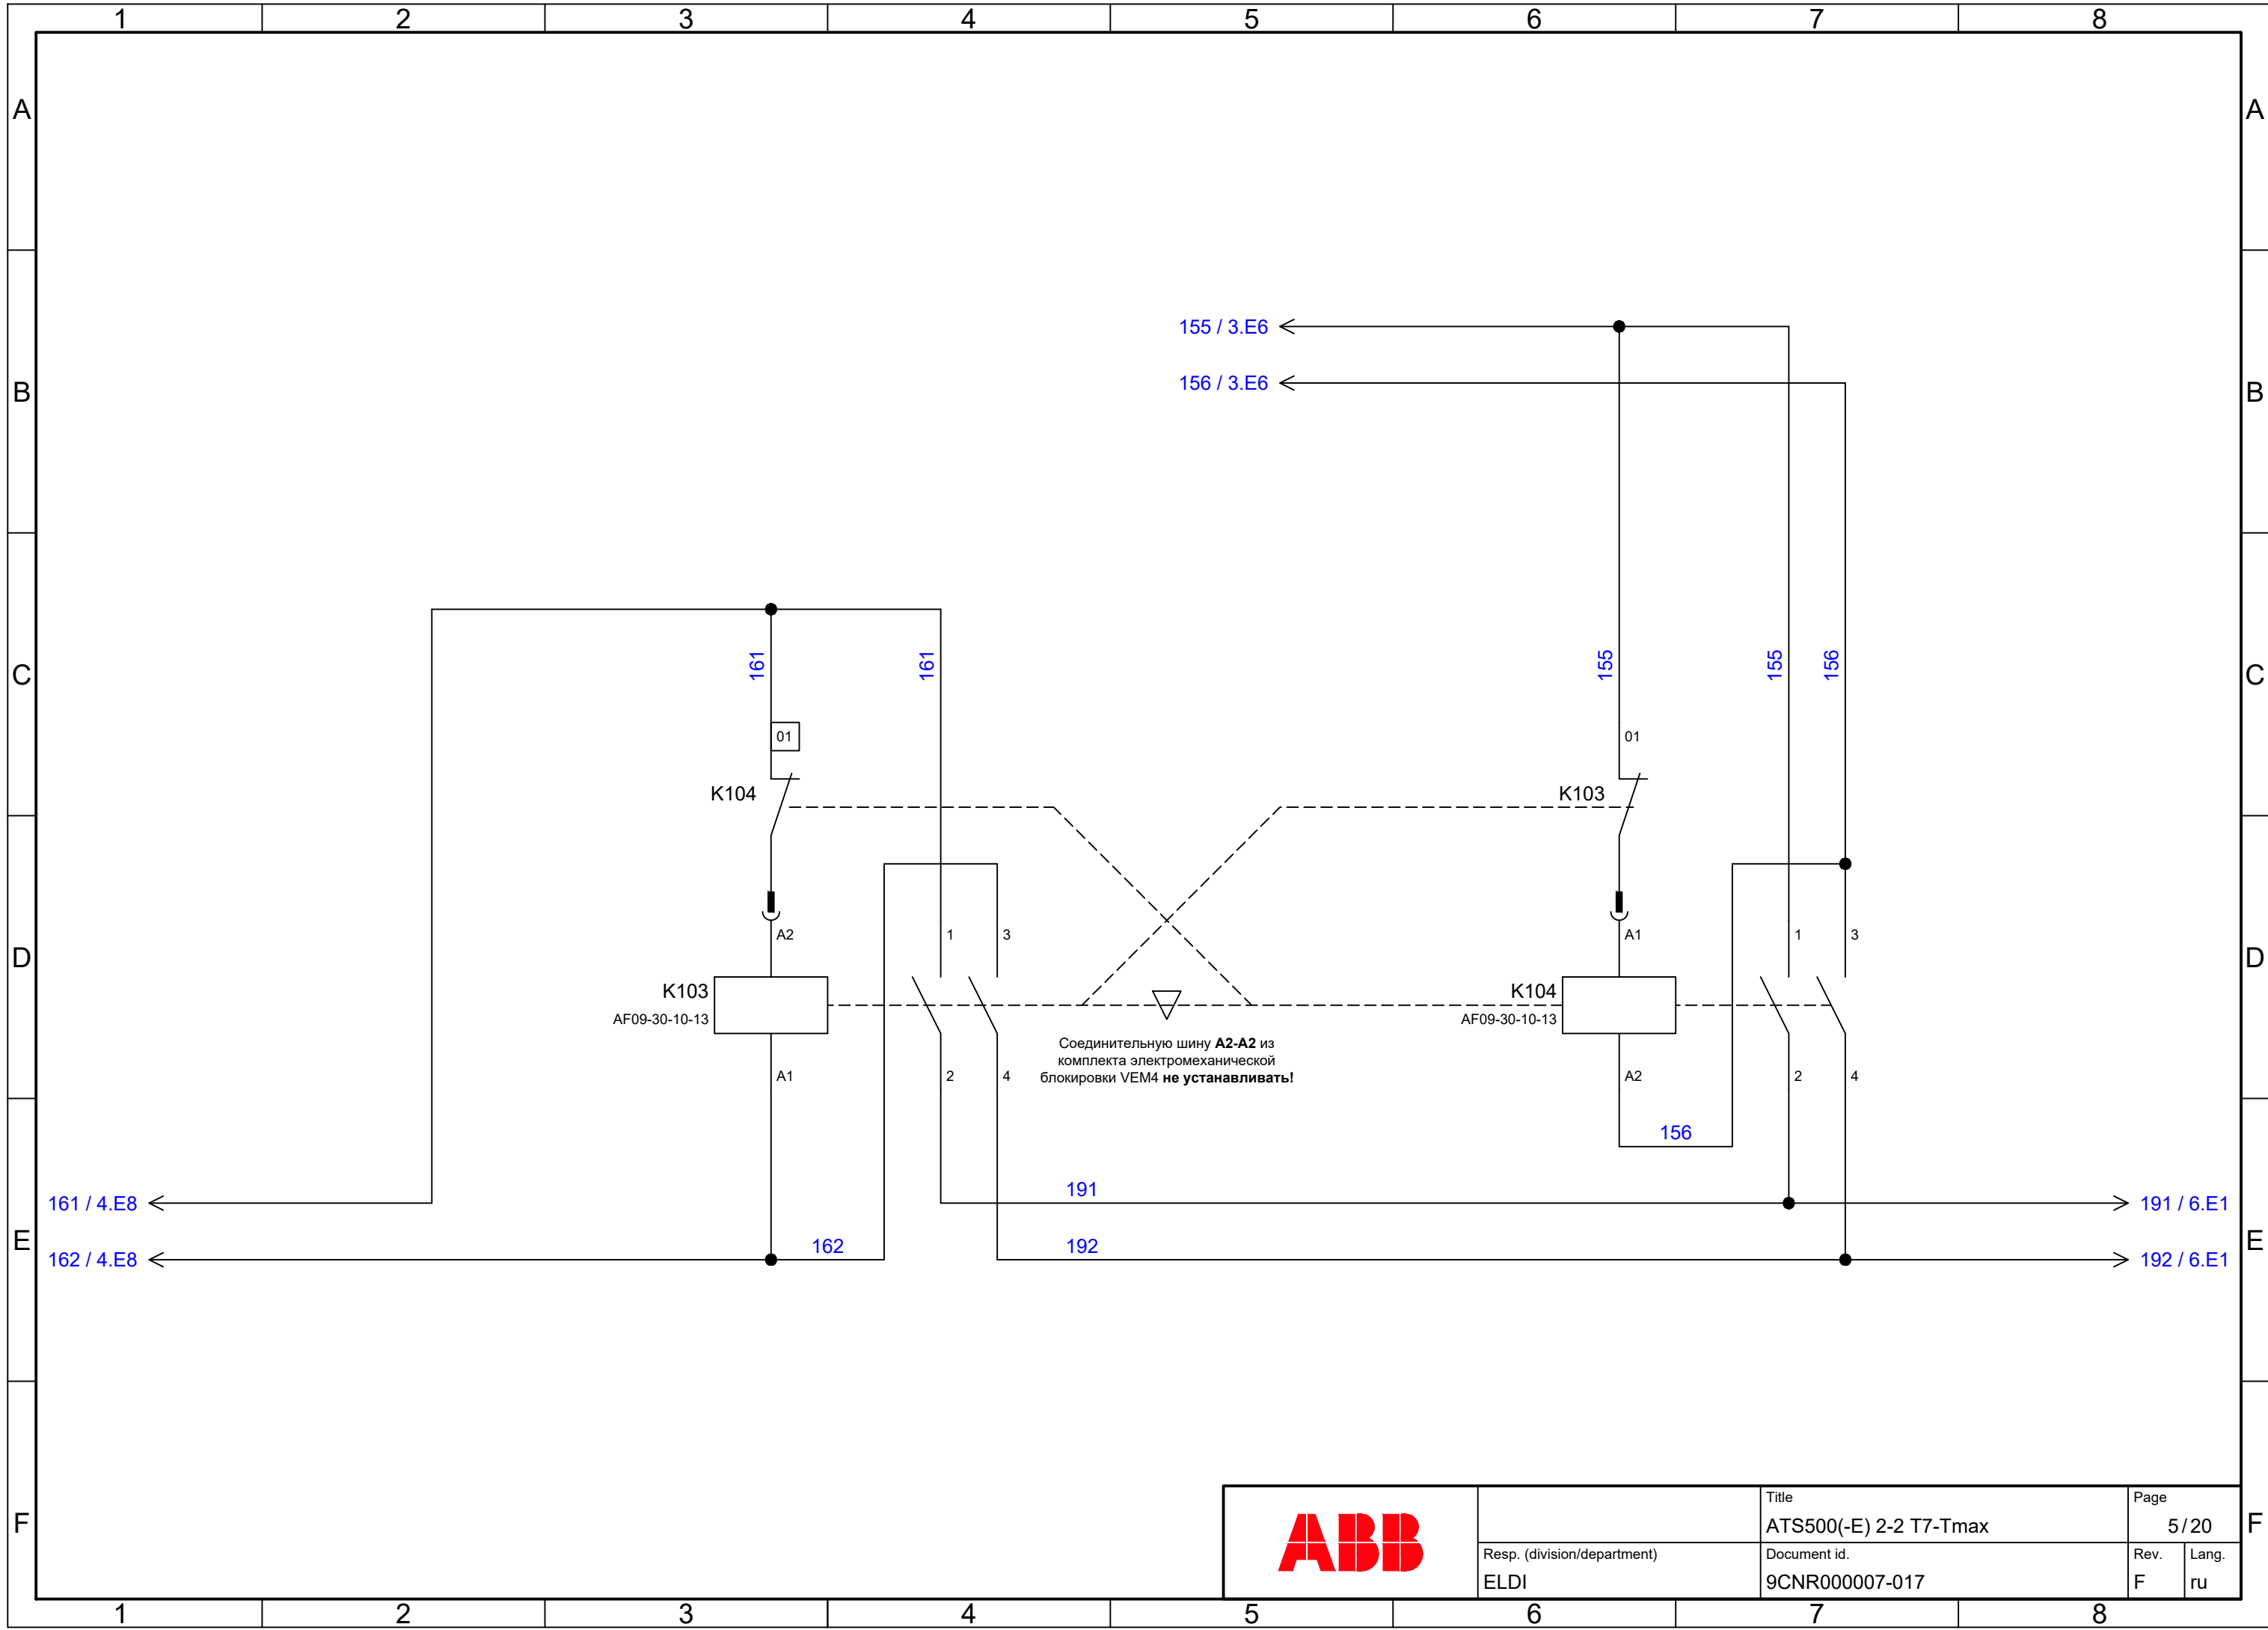 1 2 3 4 5 6 7 8
A A
155 / 3.E6
156 / 3.E6
B B
161 161 155 155 156
C C
01 01
K104 K103
A2 1 3 A1 1 3
D D
K103 K104
AF09-30-10-13 AF09-30-10-13
Соединительную шину A2-A2 из
комплекта электромеханической
блокировки VEM4 не устанавливать!
A1 2 4 A2 2 4
156
191
161 / 4.E8 191 / 6.E1
E E
162 192
162 / 4.E8 192 / 6.E1
F F
ABB
Title
ATS500(-E) 2-2 T7-Tmax
Page
5/20
Resp. (division/department)
ELDI
Document id.
9CNR000007-017
Rev.
F
Lang.
ru
1 2 3 4 5 6 7 8